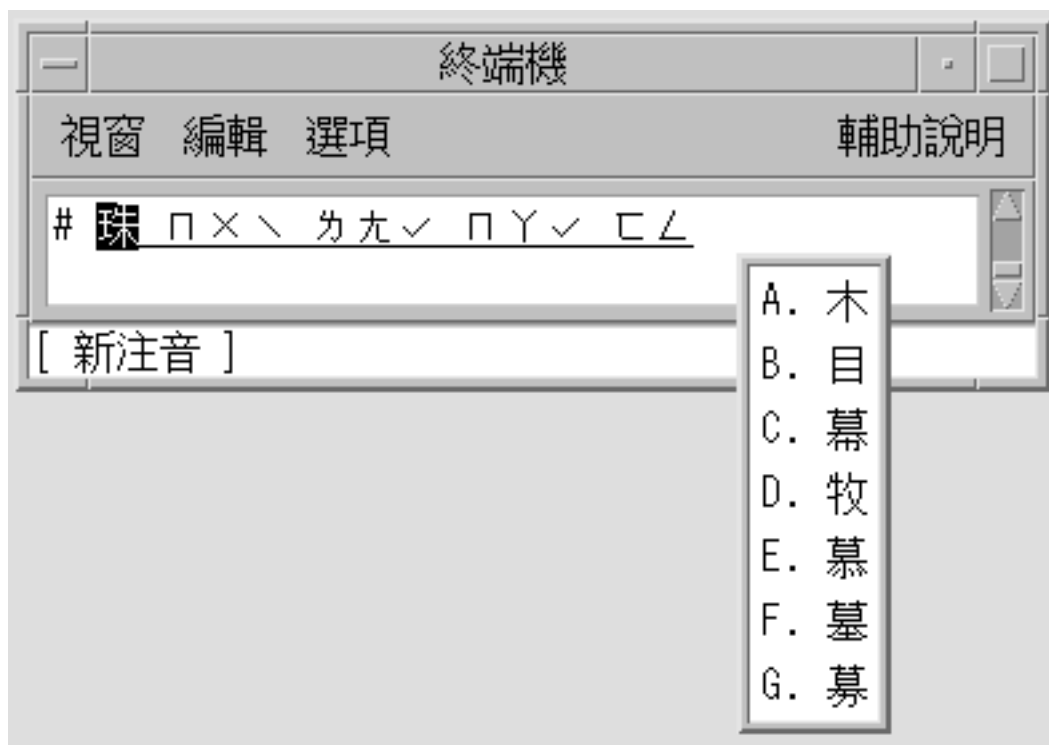 終端機
視窗 編輯 選項 輔助說明
# 珠 ㄇㄨˋ ㄌㄤˇ ㄇㄚˇ ㄈㄥ
[ 新注音 ]
A. 木
B. 目
C. 幕
D. 牧
E. 慕
F. 墓
G. 募